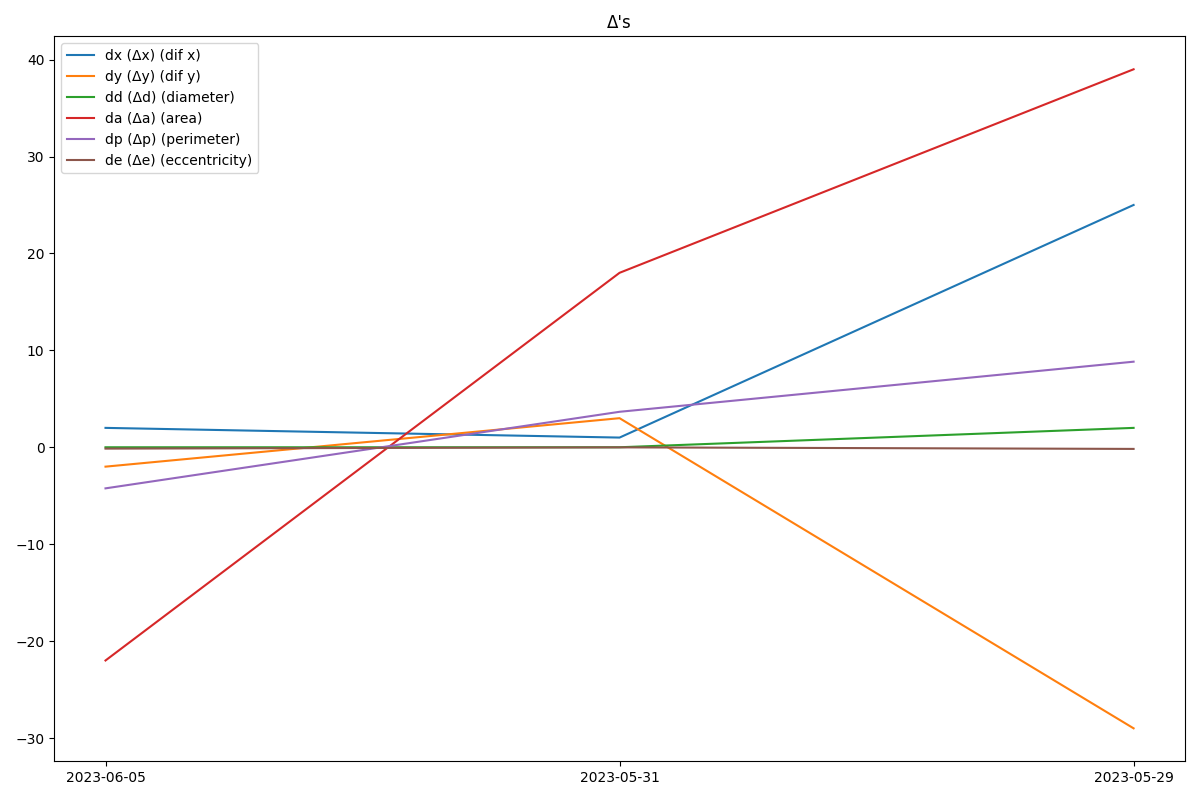 Δ's
dx (Δx) (dif x)
dy (Δy) (dif y)
dd (Δd) (diameter)
da (Δa) (area)
dp (Δp) (perimeter)
de (Δe) (eccentricity)
40
30
20
10
0
−10
−20
−30
2023-06-05 2023-05-31 2023-05-29